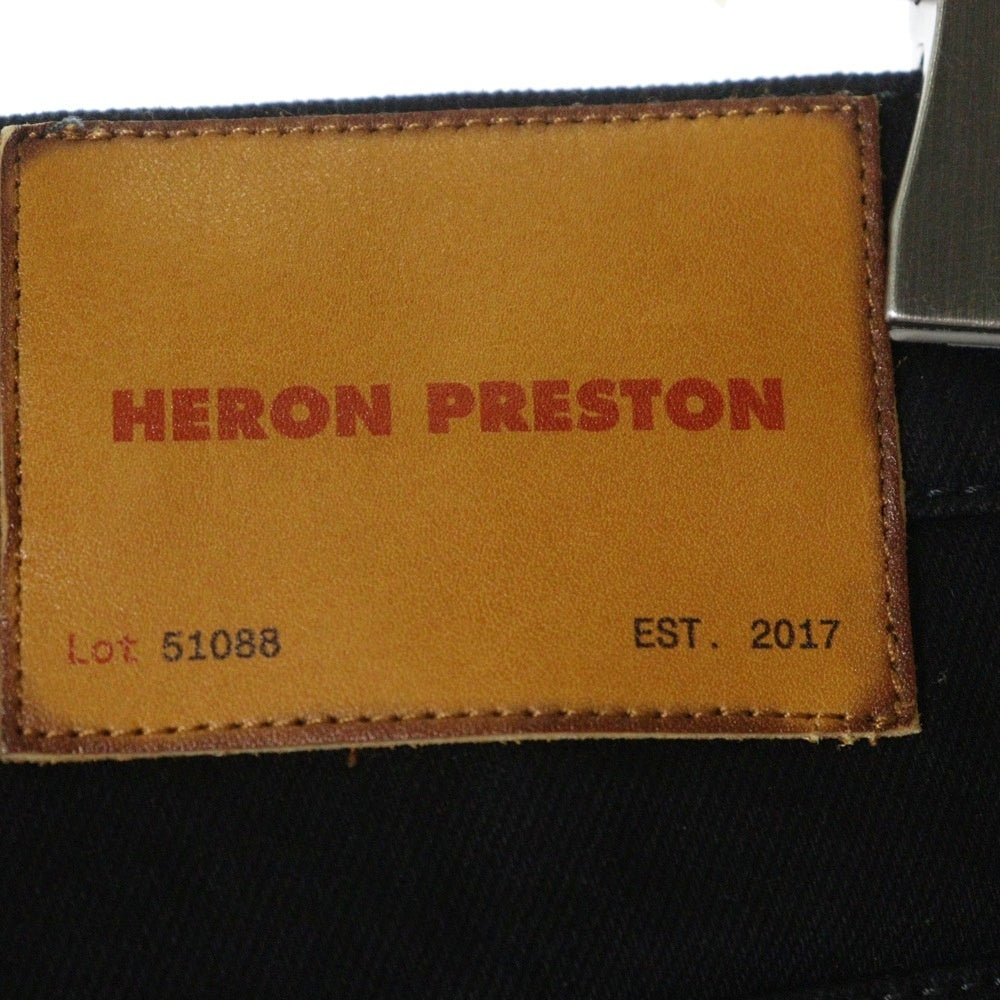 HERON PRESTON
Lot 51088 EST. 2017